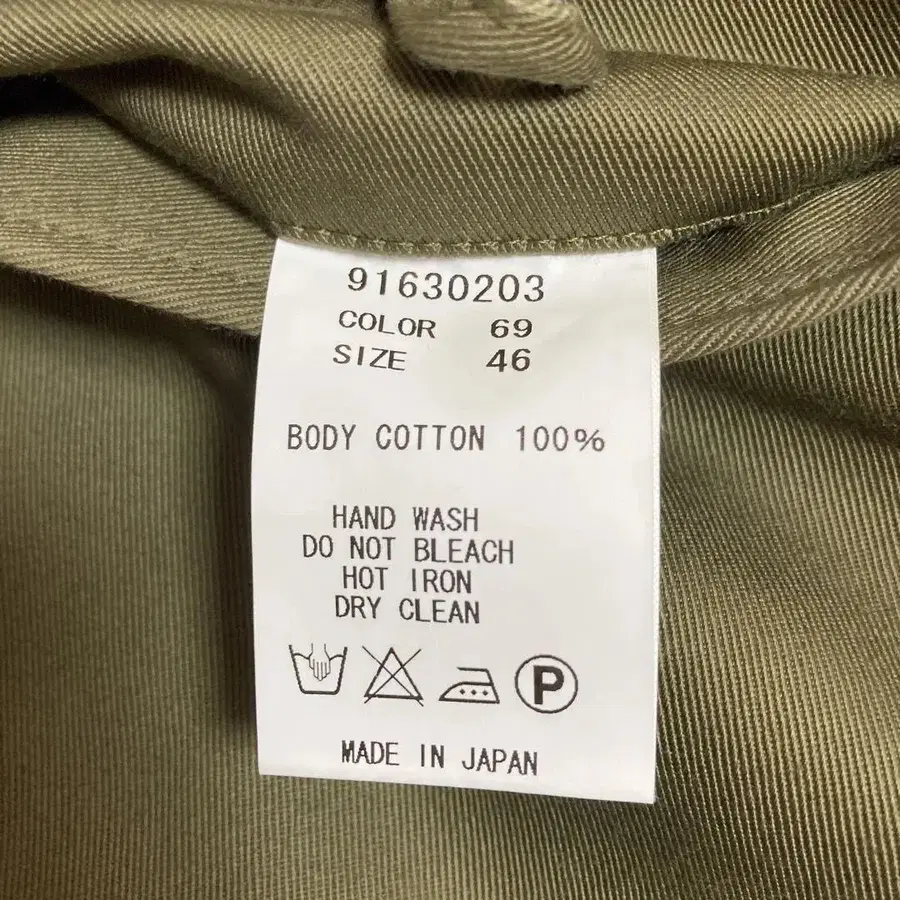 91630203
COLOR 69
SIZE 46
BODY COTTON 100%
HAND WASH
DO NOT BLEACH
HOT IRON
DRY CLEAN
P
MADE IN JAPAN